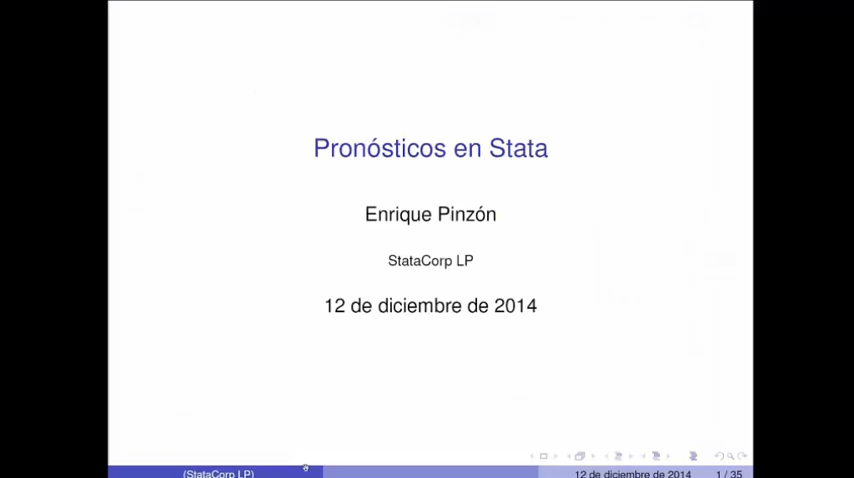 Pronósticos en Stata
Enrique Pinzón
StataCorp LP
12 de diciembre de 2014
(StataCorp LP)
12 de diciembre de 2014
1 / 35